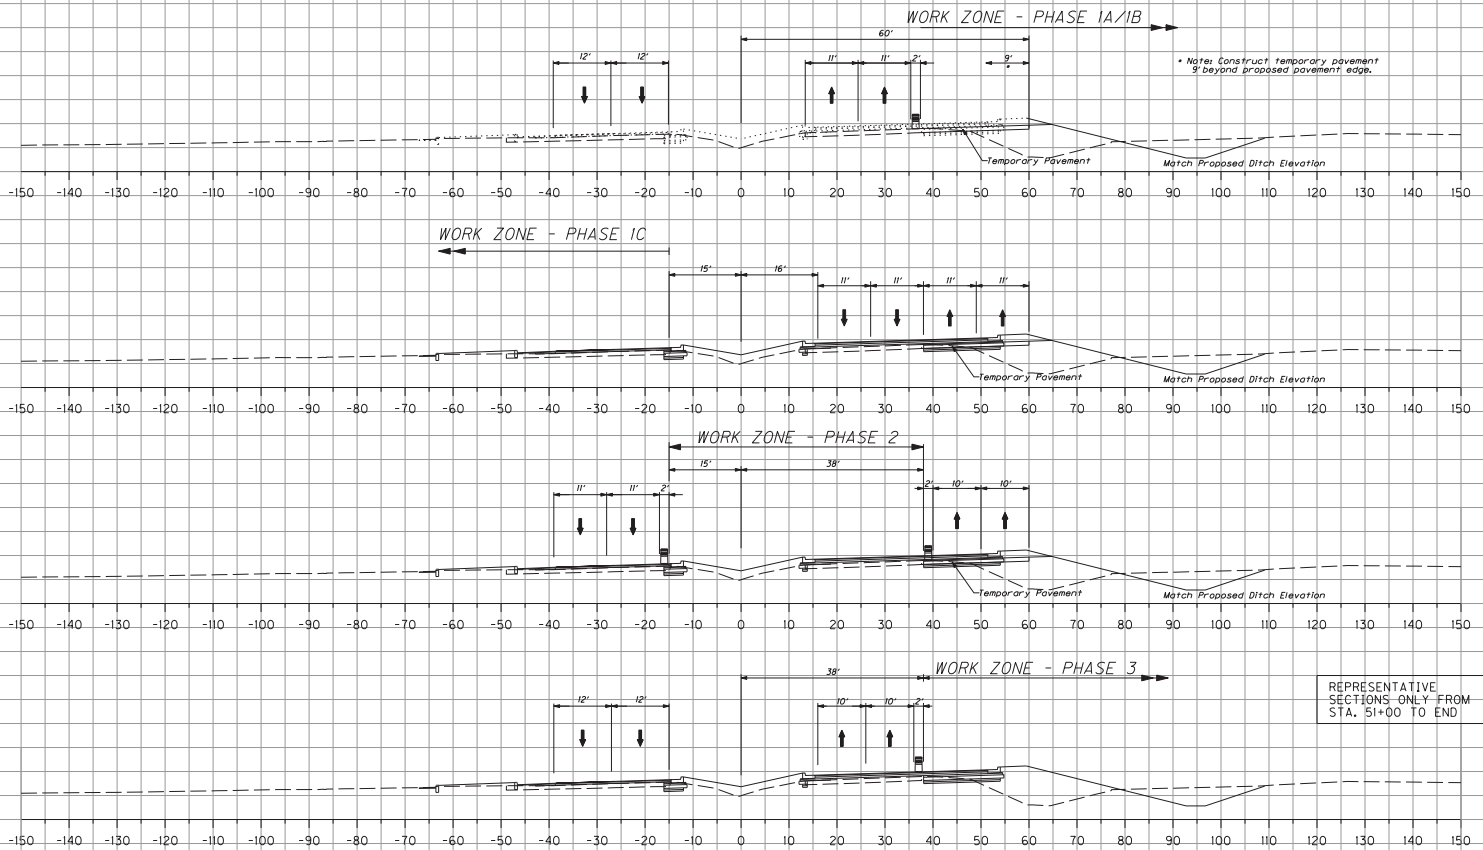 WORK ZONE - PHASE 1A/1B
60'
12' 12' 11' 11' 2' 9'
*
* Note: Construct temporary pavement
9' beyond proposed pavement edge.
Temporary Pavement
Match Proposed Ditch Elevation
-150 -140 -130 -120 -110 -100 -90 -80 -70 -60 -50 -40 -30 -20 -10 0 10 20 30 40 50 60 70 80 90 100 110 120 130 140 150
WORK ZONE - PHASE 1C
15' 16'
11' 11' 11' 11'
Temporary Pavement
Match Proposed Ditch Elevation
-150 -140 -130 -120 -110 -100 -90 -80 -70 -60 -50 -40 -30 -20 -10 0 10 20 30 40 50 60 70 80 90 100 110 120 130 140 150
WORK ZONE - PHASE 2
15' 38'
11' 11' 2' 2' 10' 10'
Temporary Pavement
Match Proposed Ditch Elevation
-150 -140 -130 -120 -110 -100 -90 -80 -70 -60 -50 -40 -30 -20 -10 0 10 20 30 40 50 60 70 80 90 100 110 120 130 140 150
38' WORK ZONE - PHASE 3
12' 12' 10' 10' 2'
REPRESENTATIVE
SECTIONS ONLY FROM
STA. 51+00 TO END
-150 -140 -130 -120 -110 -100 -90 -80 -70 -60 -50 -40 -30 -20 -10 0 10 20 30 40 50 60 70 80 90 100 110 120 130 140 150